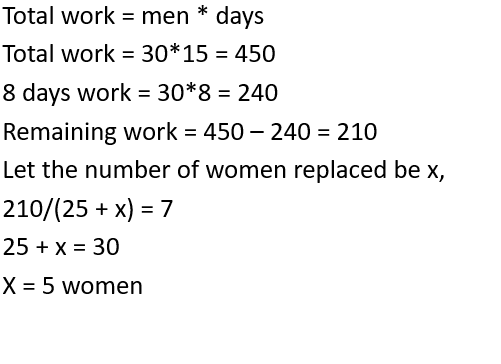 Total work = men * days
Total work = 30*15 = 450
8 days work = 30*8 = 240
Remaining work = 450 – 240 = 210
Let the number of women replaced be x,
210/(25 + x) = 7
25 + x = 30
X = 5 women